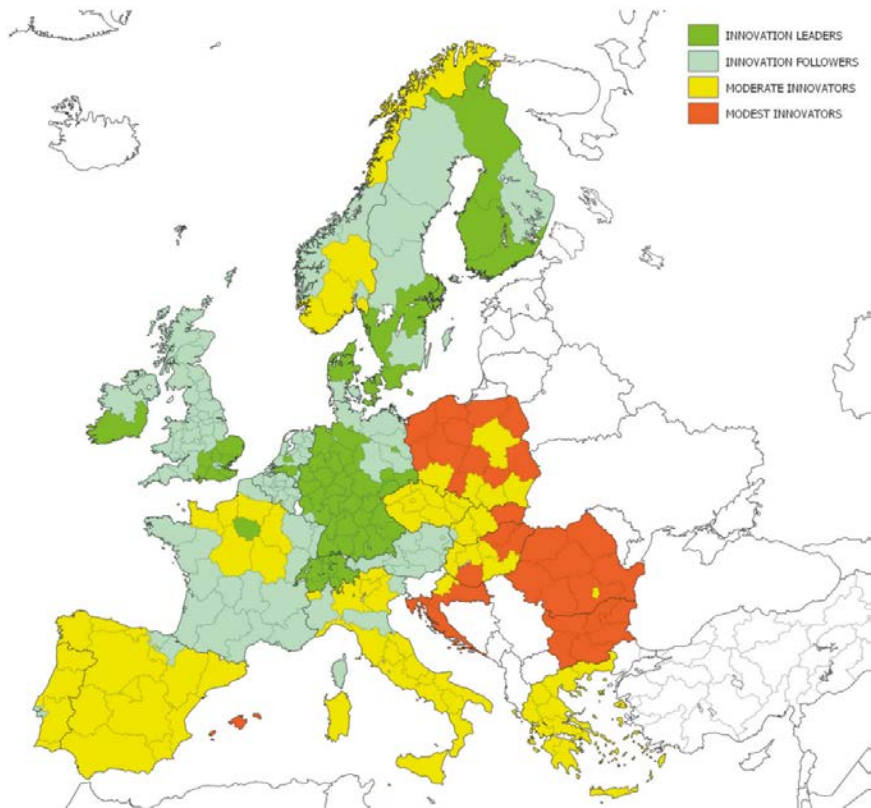 INNOVATION LEADERS
INNOVATION FOLLOWERS
MODERATE INNOVATORS
MODEST INNOVATORS